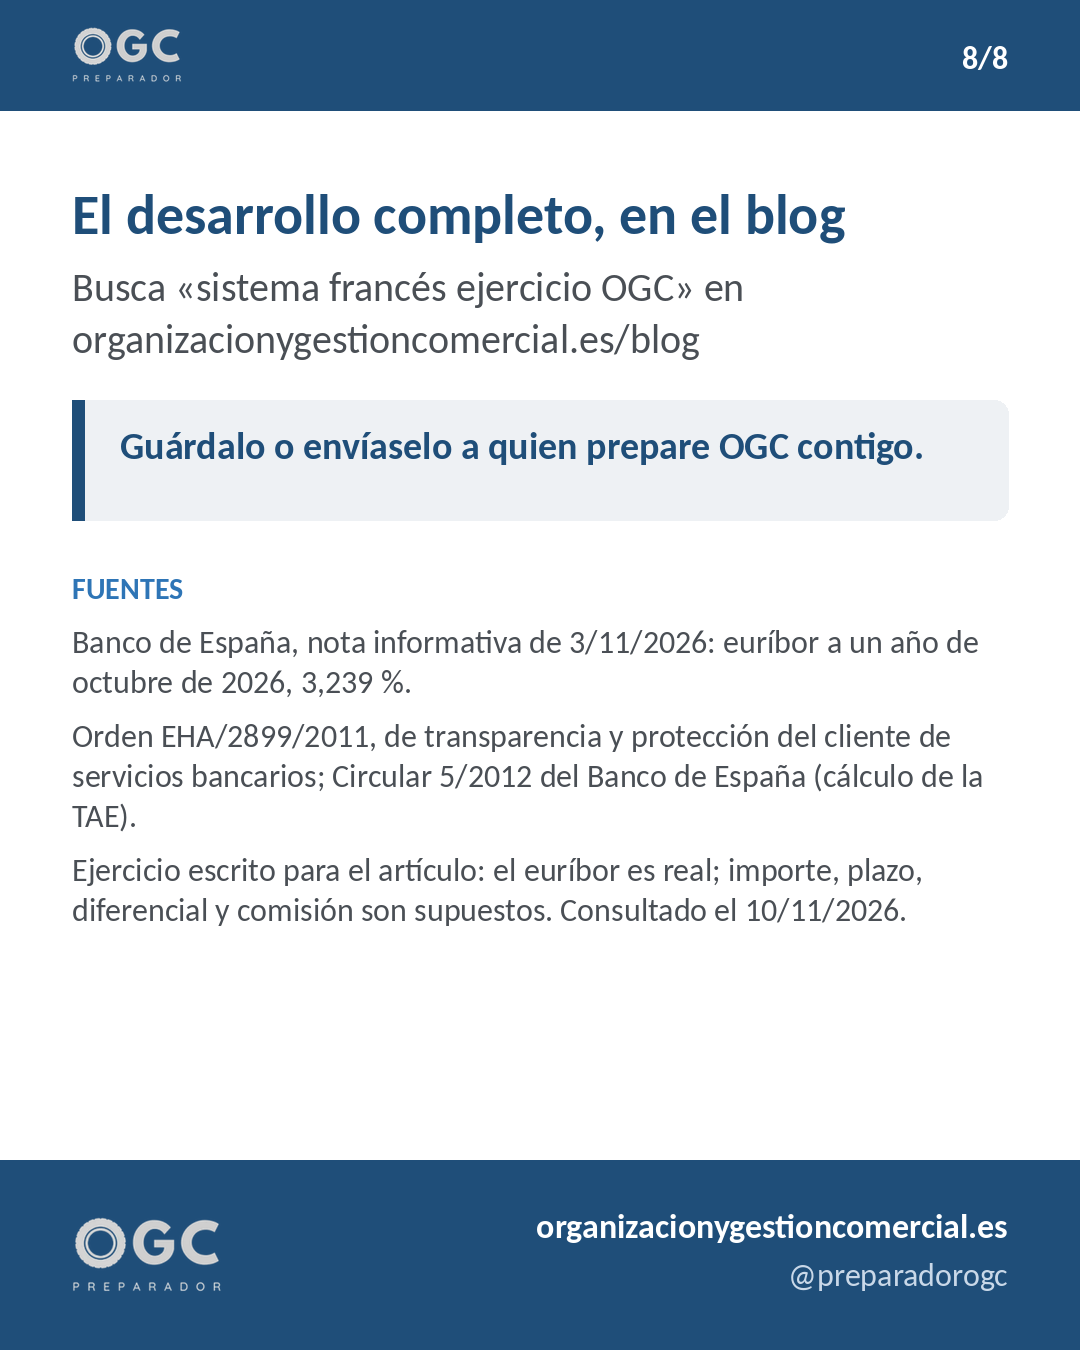 OGC
PREPARADOR
8/8
El desarrollo completo, en el blog
Busca «sistema francés ejercicio OGC» en
organizacionygestioncomercial.es/blog
Guárdalo o envíaselo a quien prepare OGC contigo.
FUENTES
Banco de España, nota informativa de 3/11/2026: euríbor a un año de
octubre de 2026, 3,239 %.
Orden EHA/2899/2011, de transparencia y protección del cliente de
servicios bancarios; Circular 5/2012 del Banco de España (cálculo de la
TAE).
Ejercicio escrito para el artículo: el euríbor es real; importe, plazo,
diferencial y comisión son supuestos. Consultado el 10/11/2026.
OGC
PREPARADOR
organizacionygestioncomercial.es
@preparadorogc